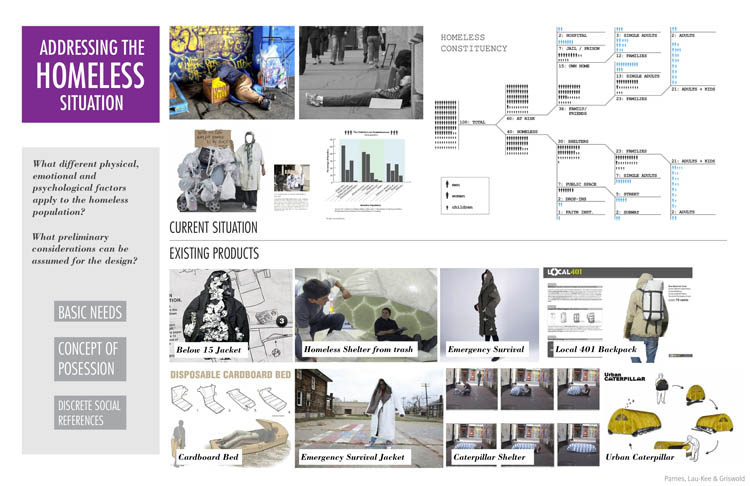 ADDRESSING THE
HOMELESS
SITUATION
What different physical,
emotional and
psychological factors
apply to the homeless
population?
What preliminary
considerations can be
assumed for the design?
BASIC NEEDS
CONCEPT OF
POSESSION
DISCRETE SOCIAL
REFERENCES
CURRENT SITUATION
HOMELESS
CONSTITUENCY
100: TOTAL
60: AT RISK
40: HOMELESS
2: HOSPITAL
7: JAIL / PRISON
15: OWN HOME
36: FAMILY/
FRIENDS
30: SHELTERS
7: PUBLIC SPACE
2: DROP-INS
1: FAITH INST.
3: SINGLE ADULTS
12: FAMILIES
13: SINGLE ADULTS
23: FAMILIES
23: FAMILIES
7: SINGLE ADULTS
5: STREET
2: SUBWAY
2: ADULTS
21: ADULTS + KIDS
21: ADULTS + KIDS
2: ADULTS
men
women
children
EXISTING PRODUCTS
3
Below 15 Jacket
Homeless Shelter from trash
Emergency Survival
LOCAL401
Local 401 Backpack
DISPOSABLE CARDBOARD BED
Cardboard Bed
Emergency Survival Jacket
Caterpillar Shelter
Urban
CATERPILLAR
Urban Caterpillar
Parnes, Lau-Kee & Griswold